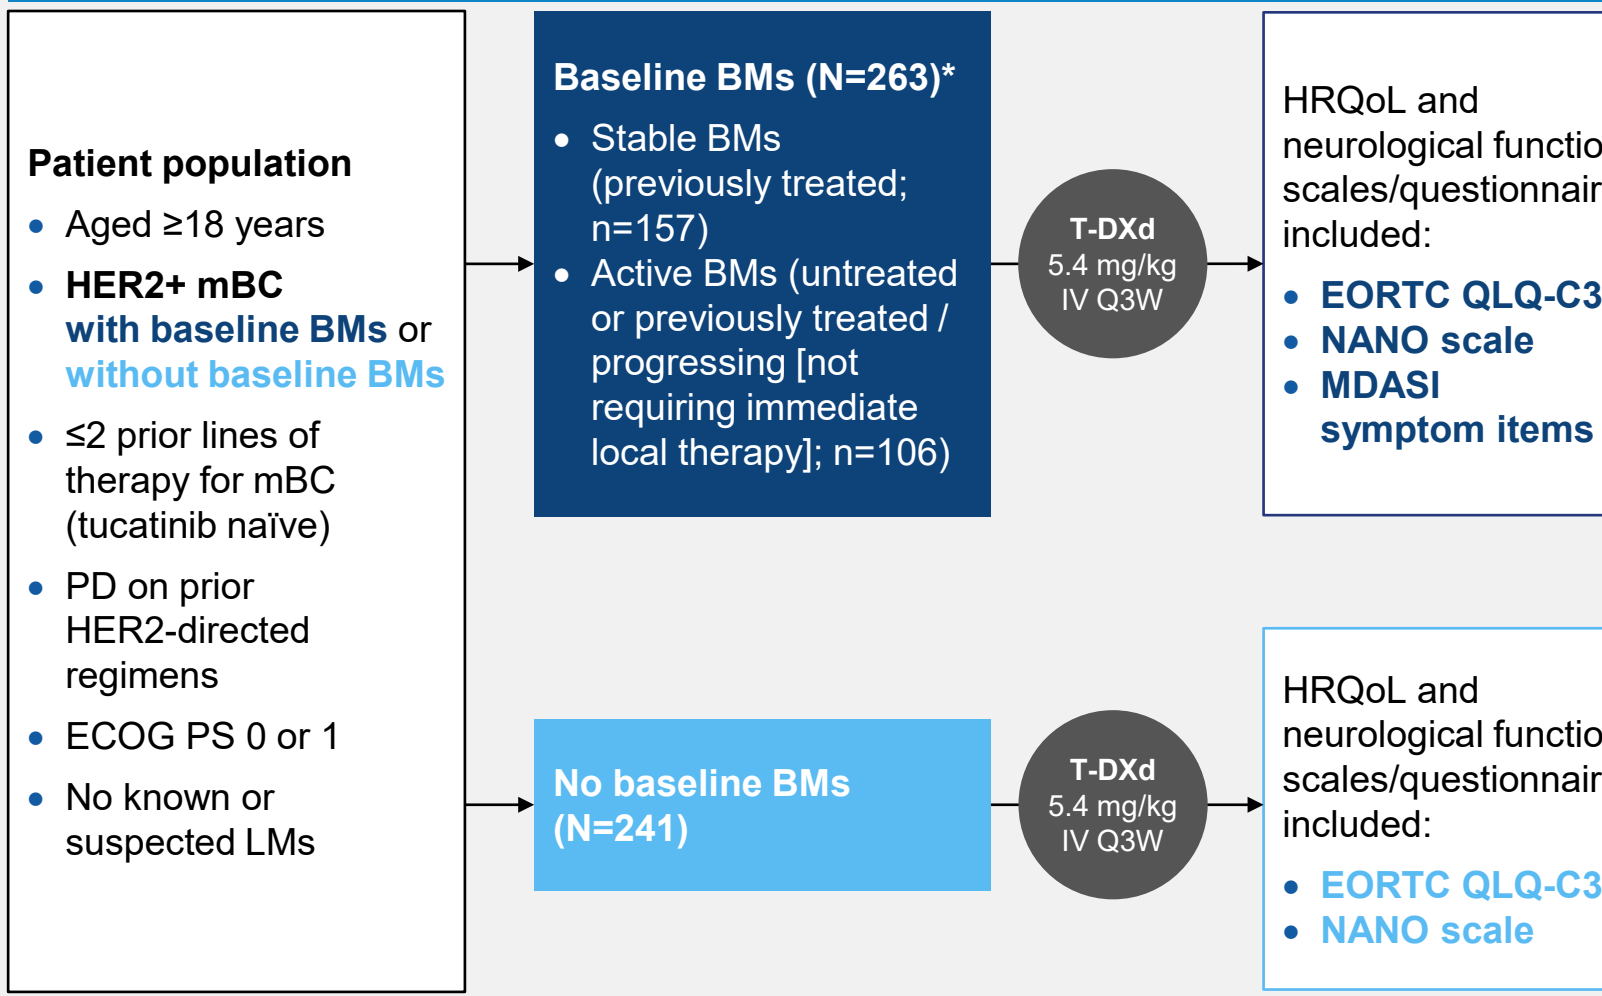 Patient population
• Aged ≥18 years
• HER2+ mBC
with baseline BMs or
without baseline BMs
• ≤2 prior lines of
therapy for mBC
(tucatinib naïve)
• PD on prior
HER2-directed
regimens
• ECOG PS 0 or 1
• No known or
suspected LMs
Baseline BMs (N=263)*
• Stable BMs
(previously treated;
n=157)
• Active BMs (untreated
or previously treated /
progressing [not
requiring immediate
local therapy]; n=106)
T-DXd
5.4 mg/kg
IV Q3W
HRQoL and
neurological functio
scales/questionnair
included:
• EORTC QLQ-C3
• NANO scale
• MDASI
symptom items
No baseline BMs
(N=241)
T-DXd
5.4 mg/kg
IV Q3W
HRQoL and
neurological functio
scales/questionnair
included:
• EORTC QLQ-C3
• NANO scale